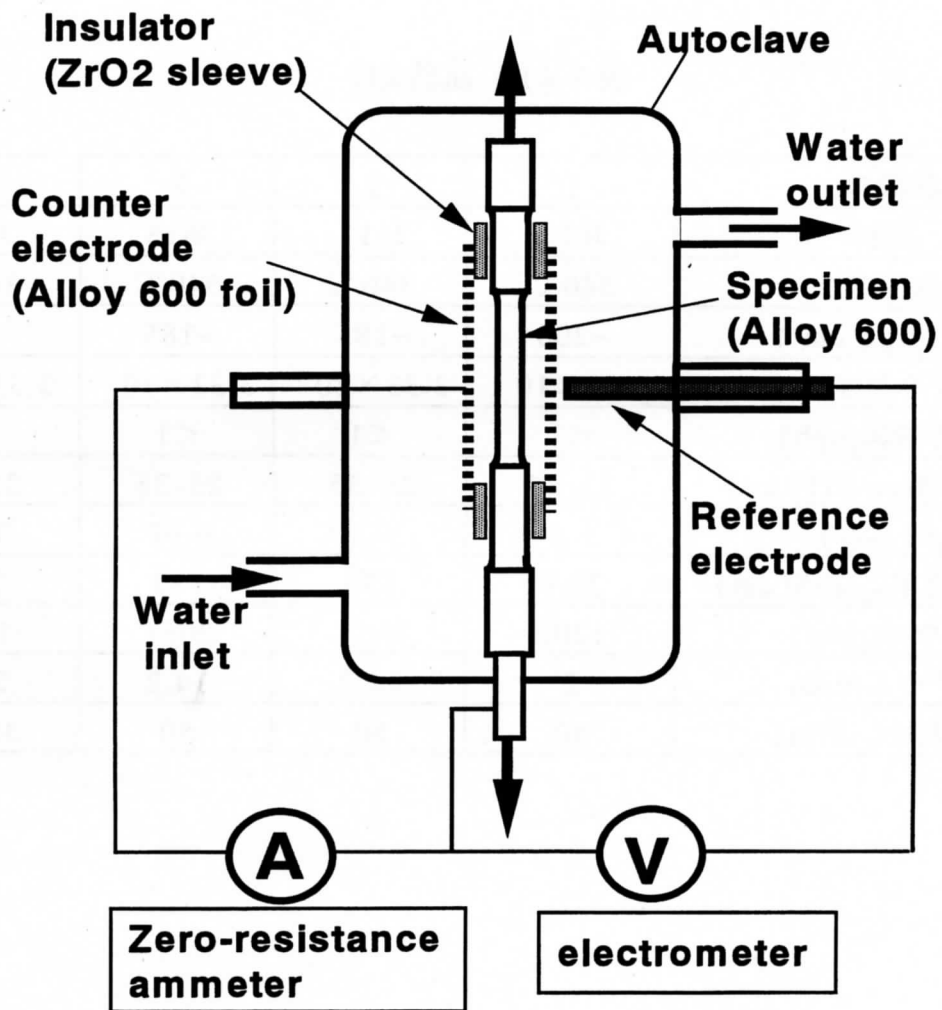 Insulator
(ZrO2 sleeve)
Autoclave
Water
outlet
Counter
electrode
(Alloy 600 foil)
Specimen
(Alloy 600)
Reference
electrode
Water
inlet
A
V
Zero-resistance
ammeter
electrometer